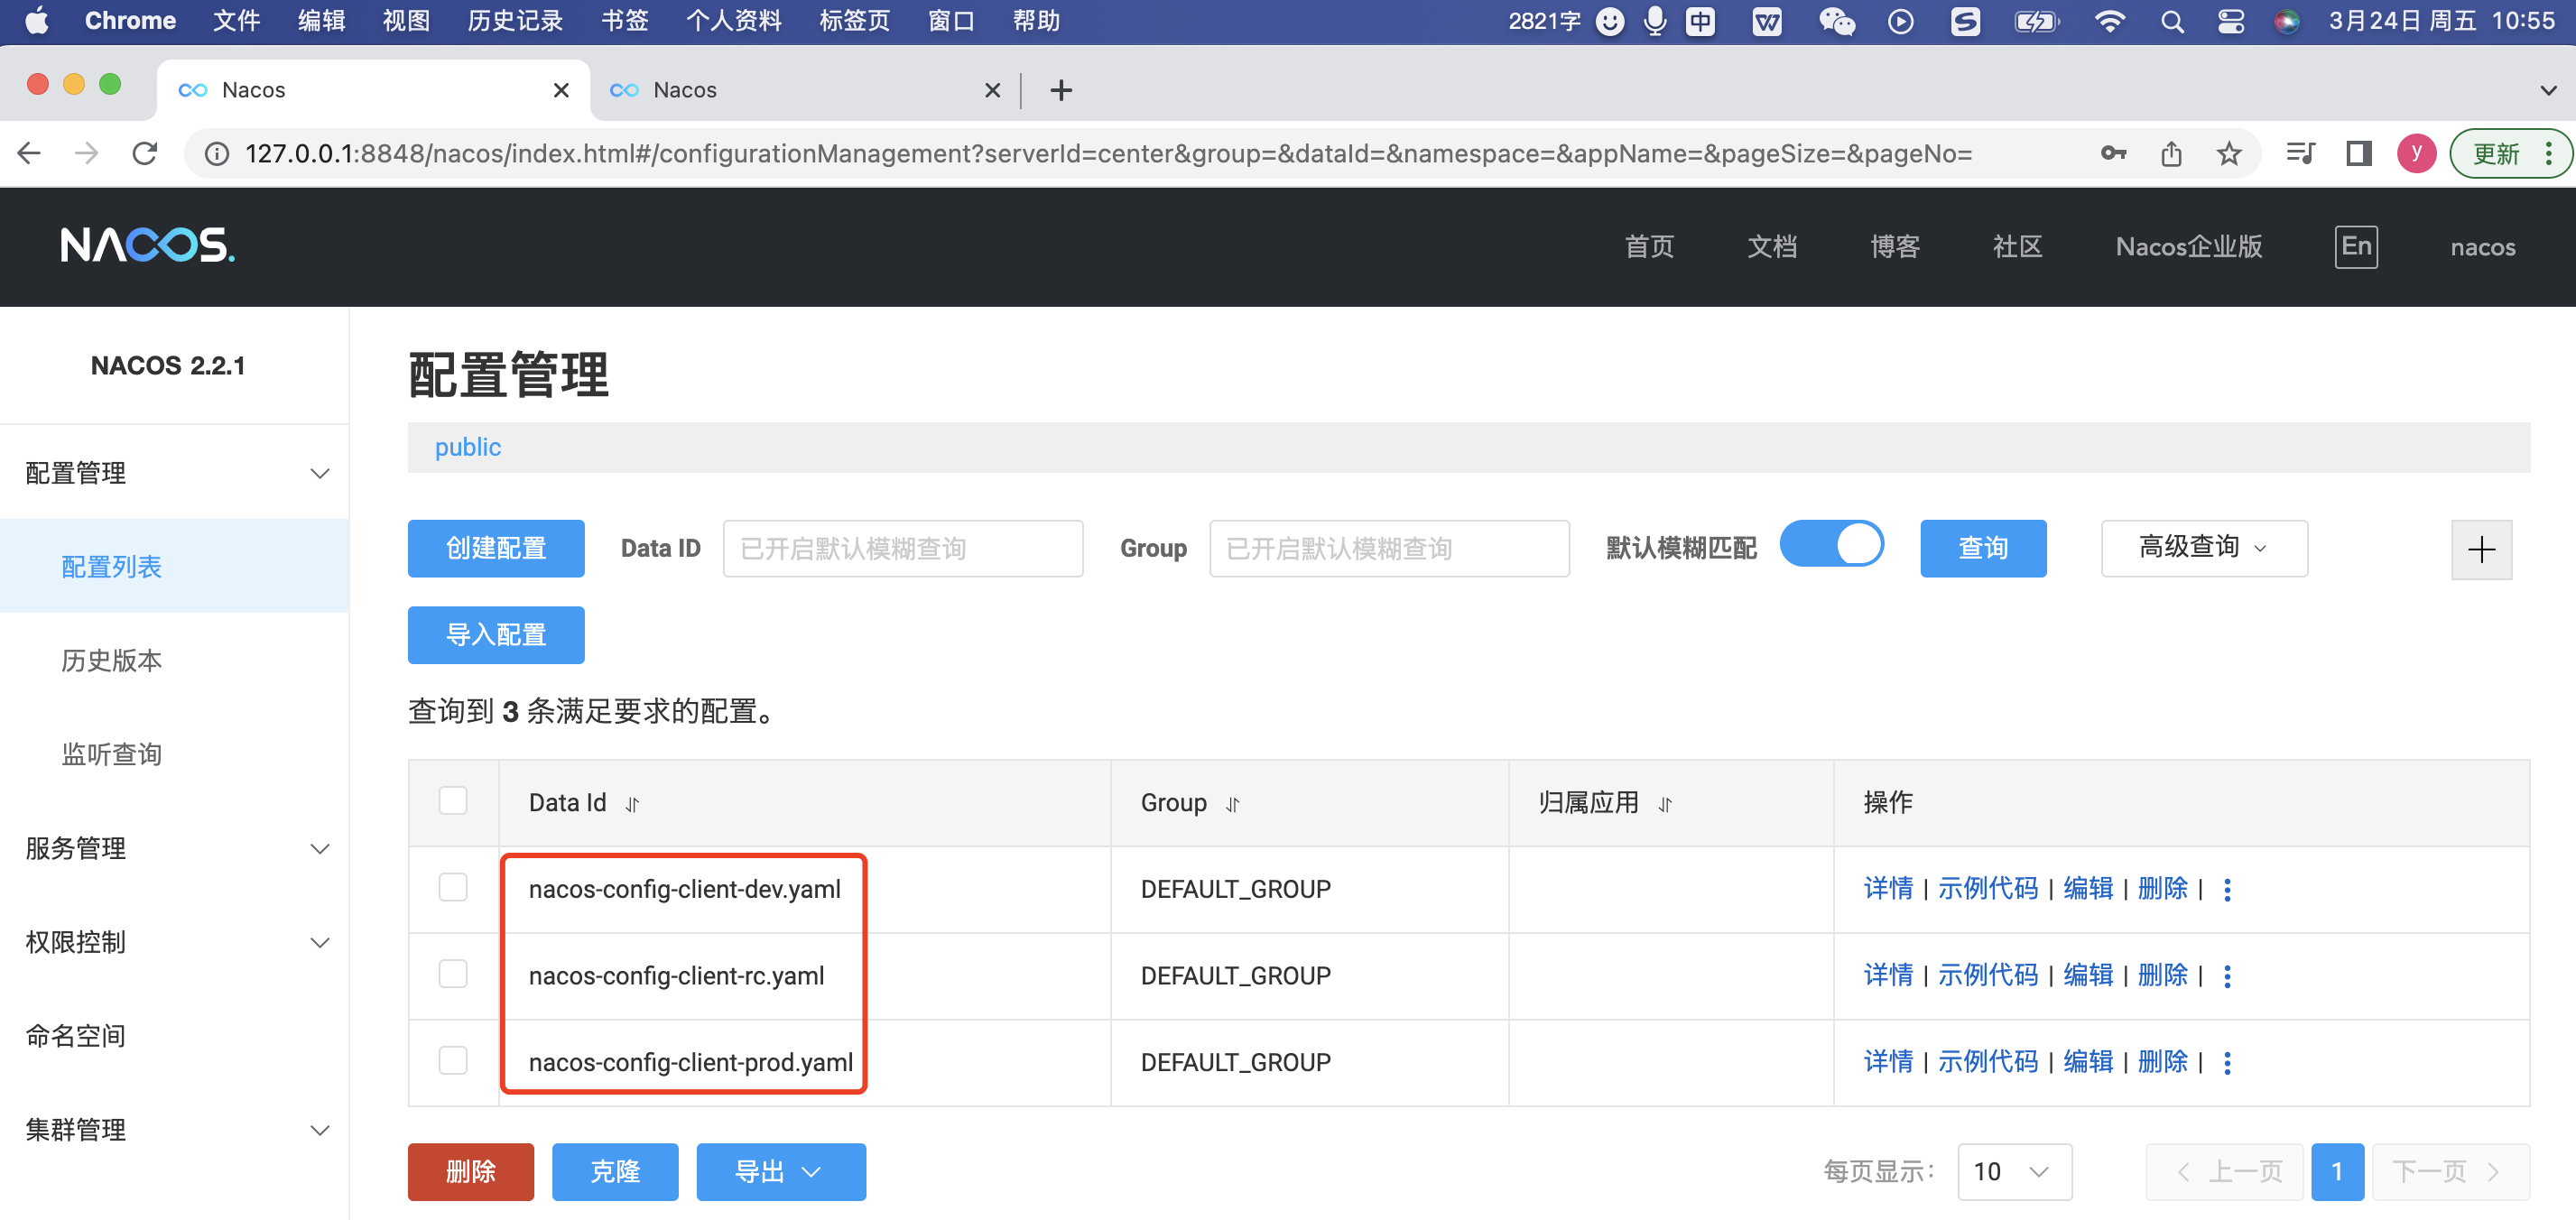 Chrome 文件 编辑 视图 历史记录 书签 个人资料 标签页 窗口 帮助 2821字 中 3月24日 周五 10:55
Nacos Nacos
127.0.0.1:8848/nacos/index.html#/configurationManagement?serverId=center&group=&dataId=&namespace=&appName=&pageSize=&pageNo= y 更新
NACOS. 首页 文档 博客 社区 Nacos企业版 En nacos
NACOS 2.2.1
配置管理
配置列表
历史版本
监听查询
服务管理
权限控制
命名空间
集群管理
配置管理
public
创建配置 Data ID 已开启默认模糊查询 Group 已开启默认模糊查询 默认模糊匹配 查询 高级查询
导入配置
查询到 3 条满足要求的配置。
Data Id Group 归属应用 操作
nacos-config-client-dev.yaml DEFAULT_GROUP 详情 | 示例代码 | 编辑 | 删除 |
nacos-config-client-rc.yaml DEFAULT_GROUP 详情 | 示例代码 | 编辑 | 删除 |
nacos-config-client-prod.yaml DEFAULT_GROUP 详情 | 示例代码 | 编辑 | 删除 |
删除 克隆 导出 每页显示: 10 上一页 1 下一页